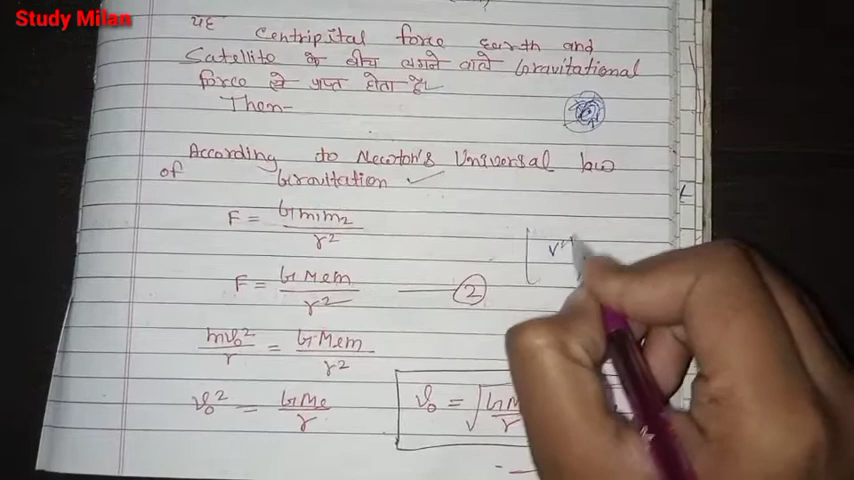 Study Milan
यह Centripital force Earth and
Satellite के बीच लगने वाले Gravitational
force से प्राप्त होता है।
Then-
According to Newton's Universal law
of Gravitation
F = Gm1m2/r²
F = GMem/r² — 2
mv₀²/r = GMem/r²
v₀² = GMe/r
v₀ = √GM/r